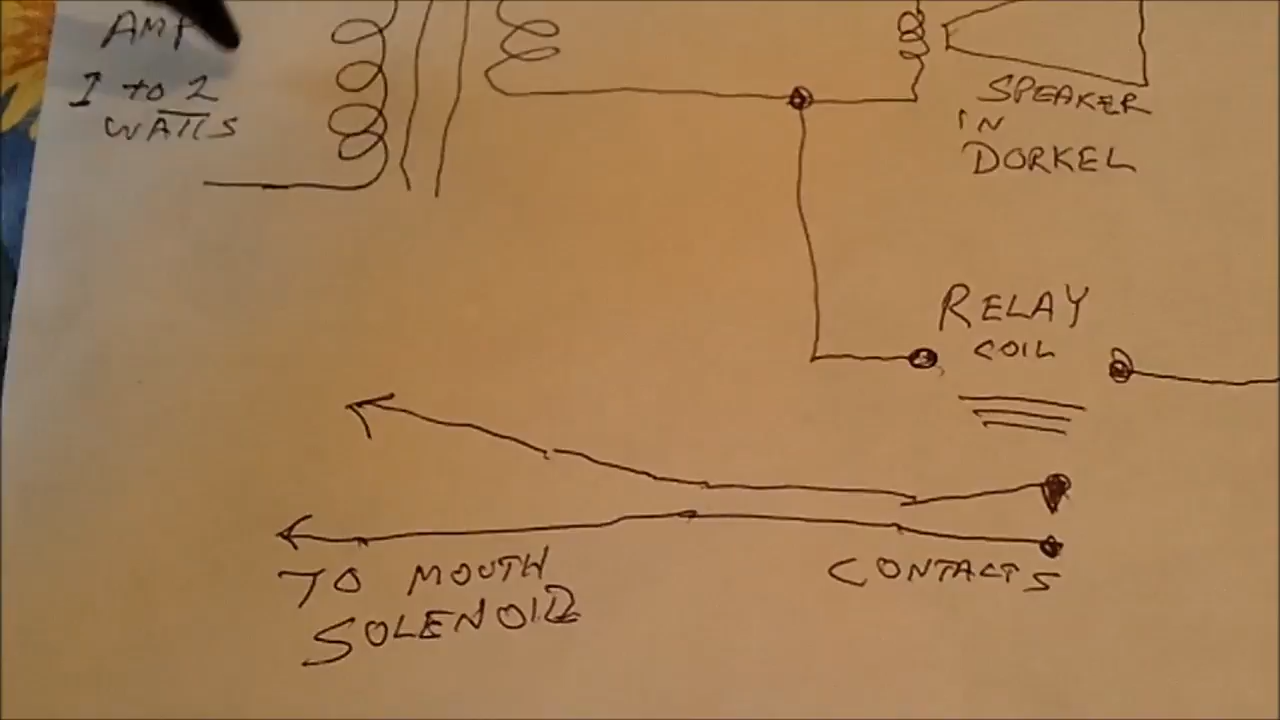 AMP
1 to 2
WATTS
SPEAKER
IN
DORKEL
RELAY
COIL
TO MOUTH
SOLENOID
CONTACTS